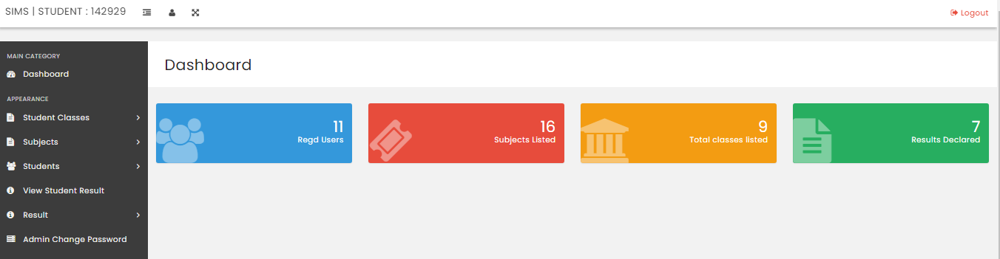 SIMS | STUDENT : 142929
Logout
MAIN CATEGORY
Dashboard
APPEARANCE
Student Classes
Subjects
Students
View Student Result
Result
Admin Change Password
Dashboard
11
Regd Users
16
Subjects Listed
9
Total classes listed
7
Results Declared